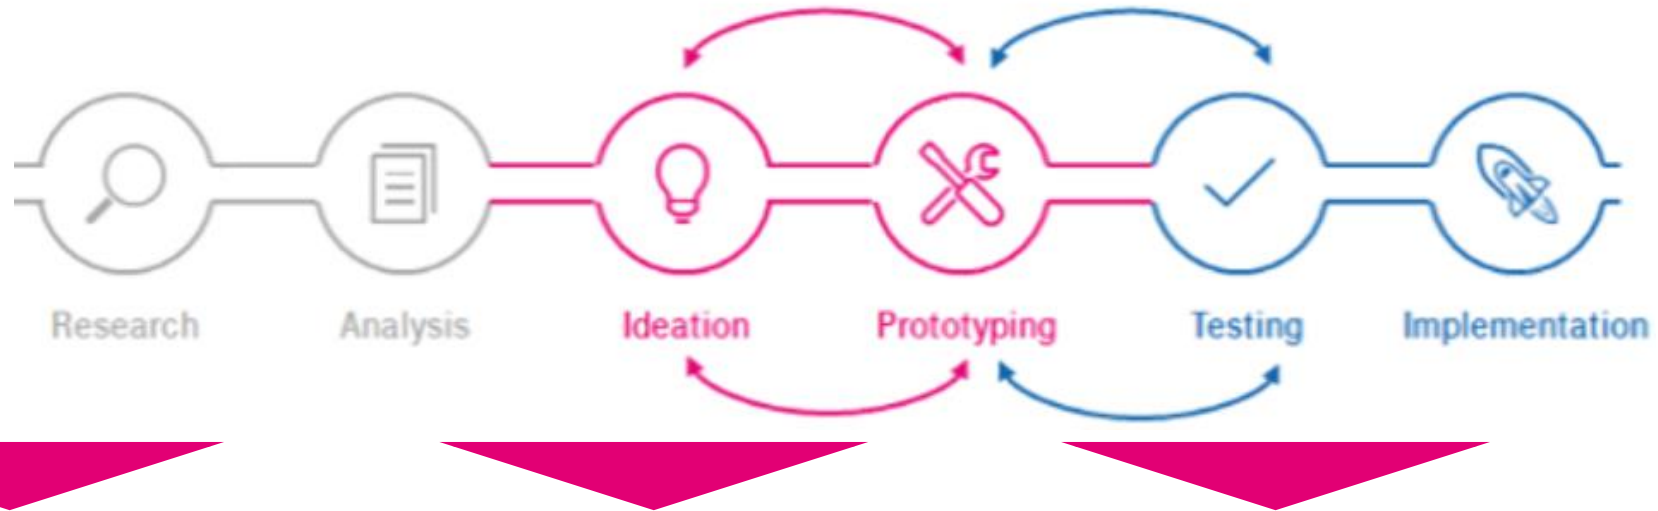 Research
Analysis
Ideation
Prototyping
Testing
Implementation